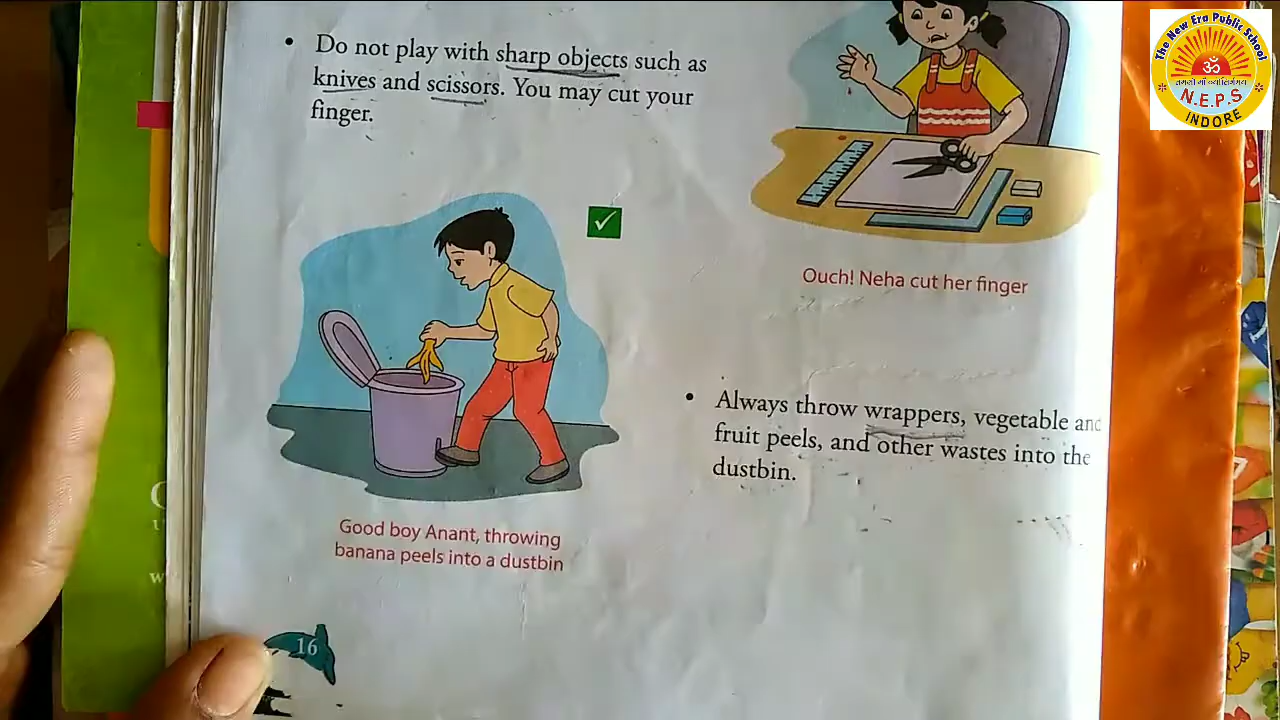 Do not play with sharp objects such as
knives and scissors. You may cut your
finger.
Ouch! Neha cut her finger
Good boy Anant, throwing
banana peels into a dustbin
Always throw wrappers, vegetable and
fruit peels, and other wastes into the
dustbin.
16
The New Era Public School
ॐ
तमसो मा ज्योतिर्गमय
N.E.P.S
INDORE